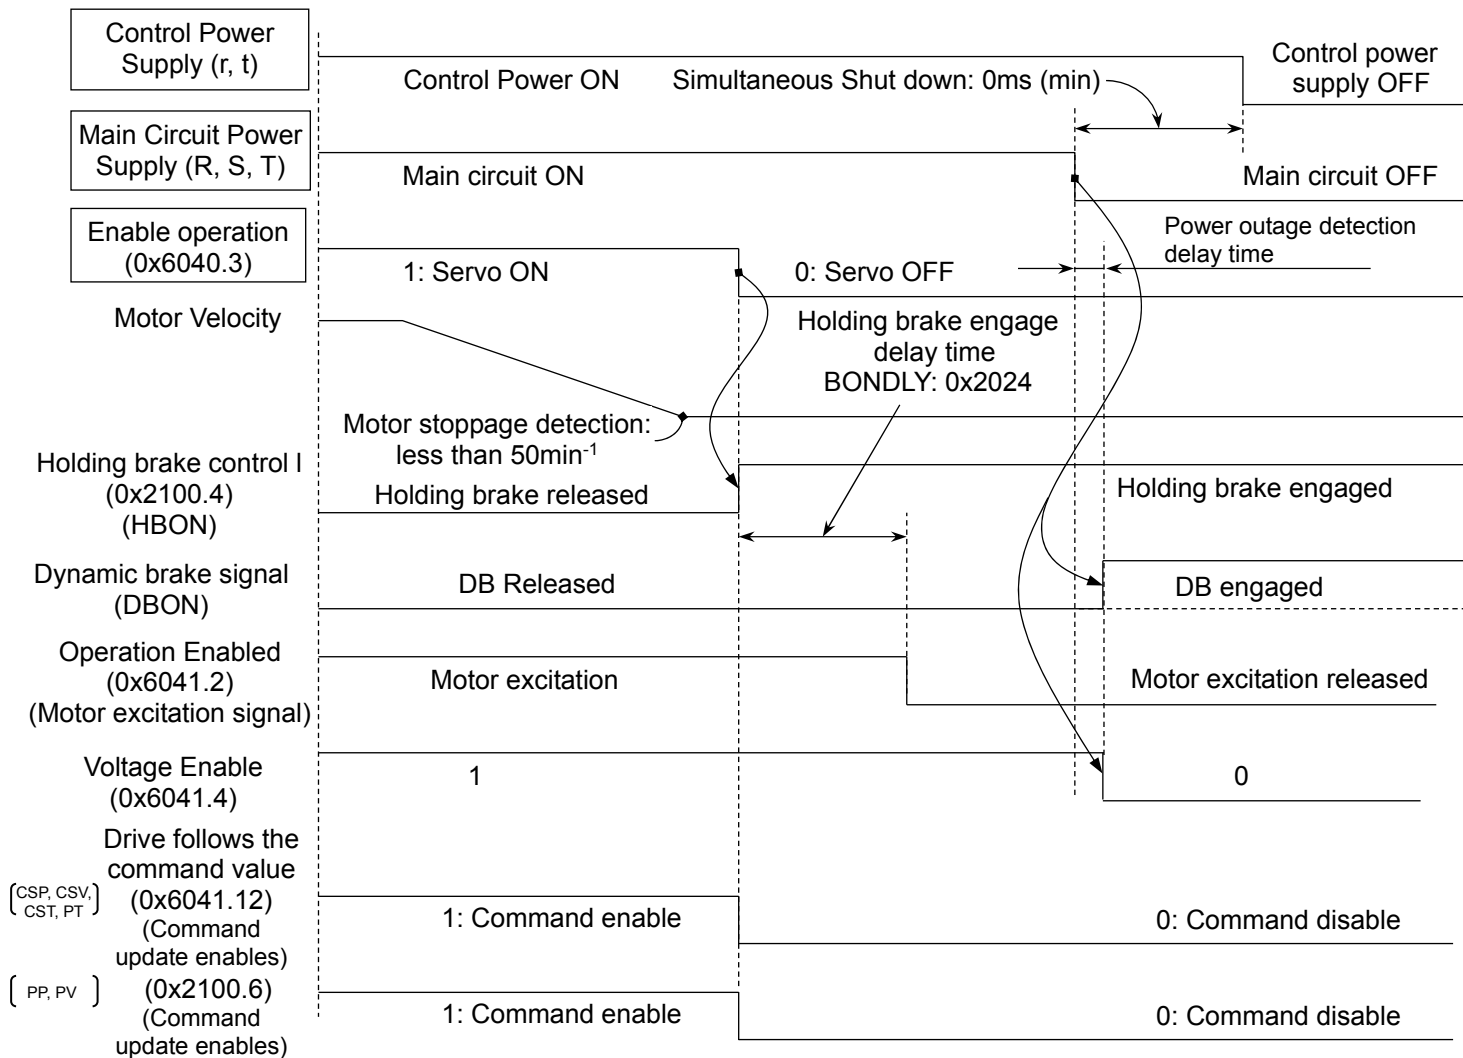 Control Power
Supply (r, t)
Control Power ON
Simultaneous Shut down: 0ms (min)
Control power
supply OFF
Main Circuit Power
Supply (R, S, T)
Main circuit ON
Main circuit OFF
Enable operation
(0x6040.3)
1: Servo ON
0: Servo OFF
Power outage detection
delay time
Motor Velocity
Holding brake engage
delay time
BONDLY: 0x2024
Motor stoppage detection:
less than 50min-1
Holding brake control I
(0x2100.4)
(HBON)
Holding brake released
Holding brake engaged
Dynamic brake signal
(DBON)
DB Released
DB engaged
Operation Enabled
(0x6041.2)
(Motor excitation signal)
Motor excitation
Motor excitation released
Voltage Enable
(0x6041.4)
1
0
Drive follows the
command value
(0x6041.12)
(Command
update enables)
CSP, CSV,
CST, PT
1: Command enable
0: Command disable
PP, PV
(0x2100.6)
(Command
update enables)
1: Command enable
0: Command disable